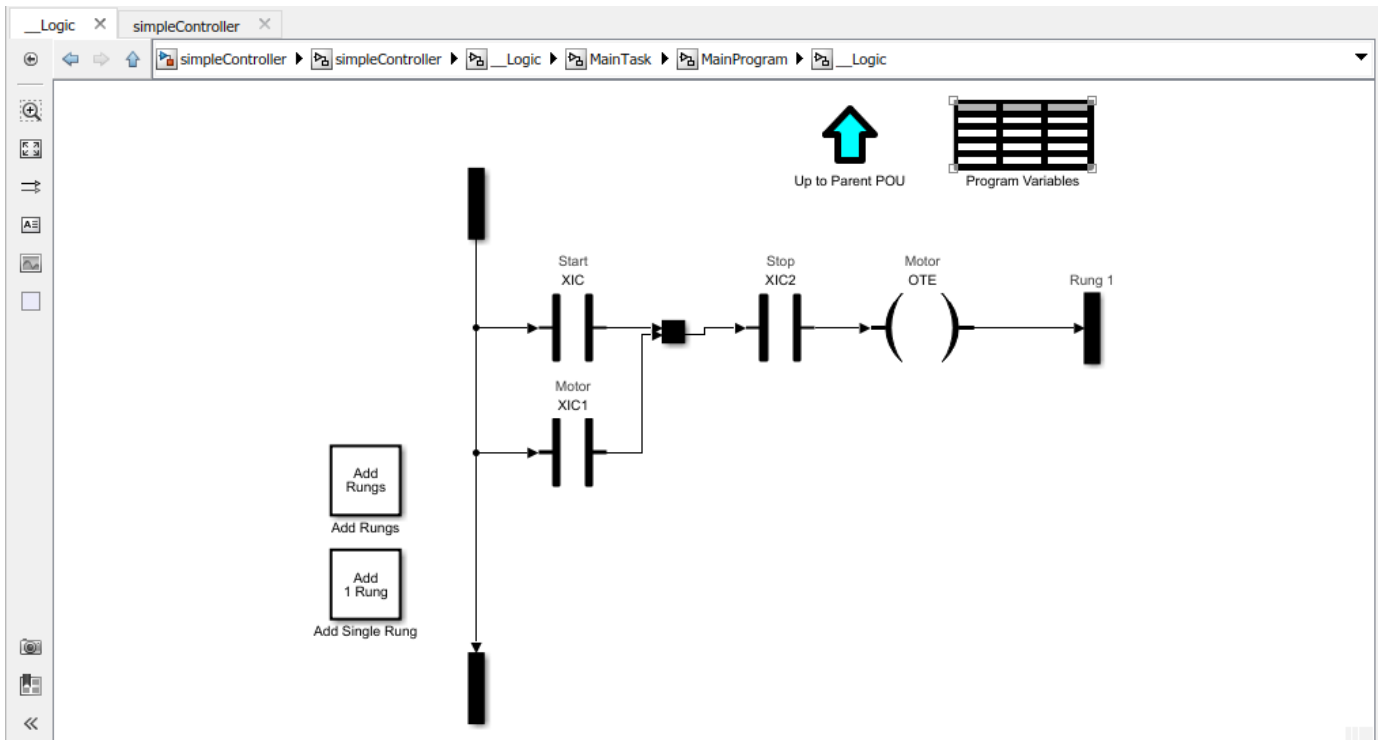 __Logic
simpleController
simpleController simpleController __Logic MainTask MainProgram __Logic
Up to Parent POU
Program Variables
Start
XIC
Stop
XIC2
Motor
OTE
Rung 1
Motor
XIC1
Add
Rungs
Add Rungs
Add
1 Rung
Add Single Rung